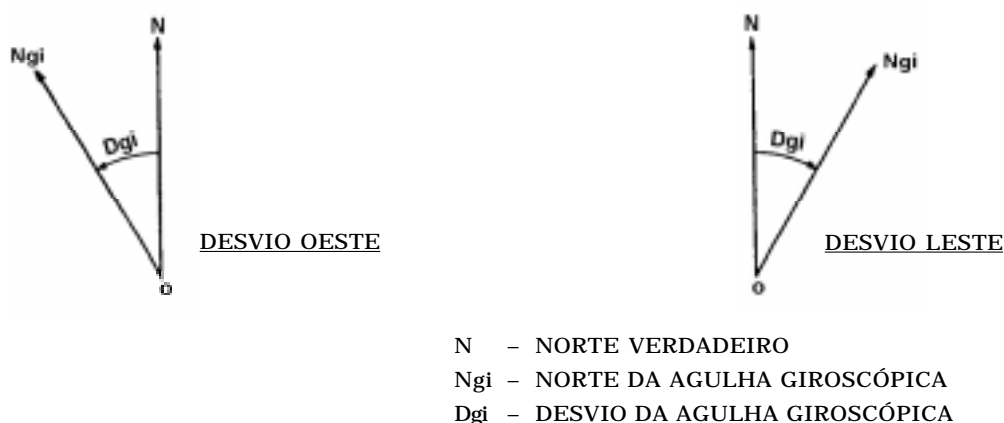 N
Ngi
Dgi
DESVIO OESTE
O
N
Ngi
Dgi
DESVIO LESTE
O
N – NORTE VERDADEIRO
Ngi – NORTE DA AGULHA GIROSCÓPICA
Dgi – DESVIO DA AGULHA GIROSCÓPICA